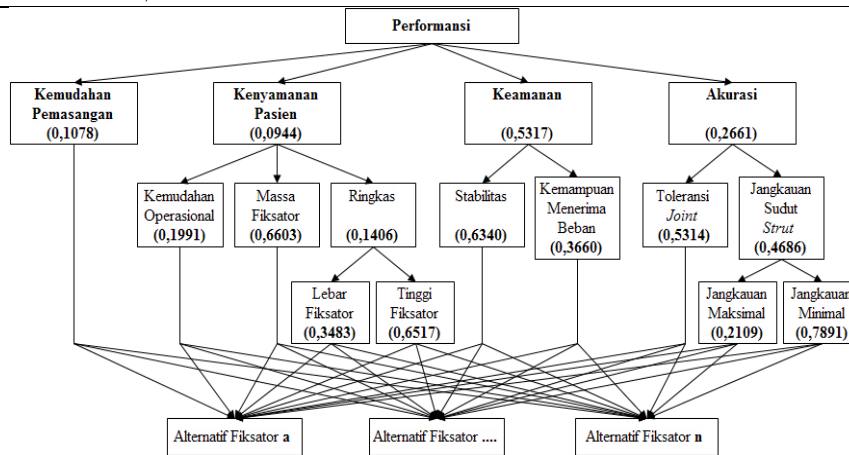 Performansi
Kemudahan
Pemasangan
(0,1078)
Kenyamanan
Pasien
(0,0944)
Keamanan
(0,5317)
Akurasi
(0,2661)
Kemudahan
Operasional
(0,1991)
Massa
Fiksator
(0,6603)
Ringkas
(0,1406)
Stabilitas
(0,6340)
Kemampuan
Menerima
Beban
(0,3660)
Toleransi
Joint
(0,5314)
Jangkauan
Sudut
Strut
(0,4686)
Lebar
Fiksator
(0,3483)
Tinggi
Fiksator
(0,6517)
Jangkauan
Maksimal
(0,2109)
Jangkauan
Minimal
(0,7891)
Alternatif Fiksator a
Alternatif Fiksator ....
Alternatif Fiksator n